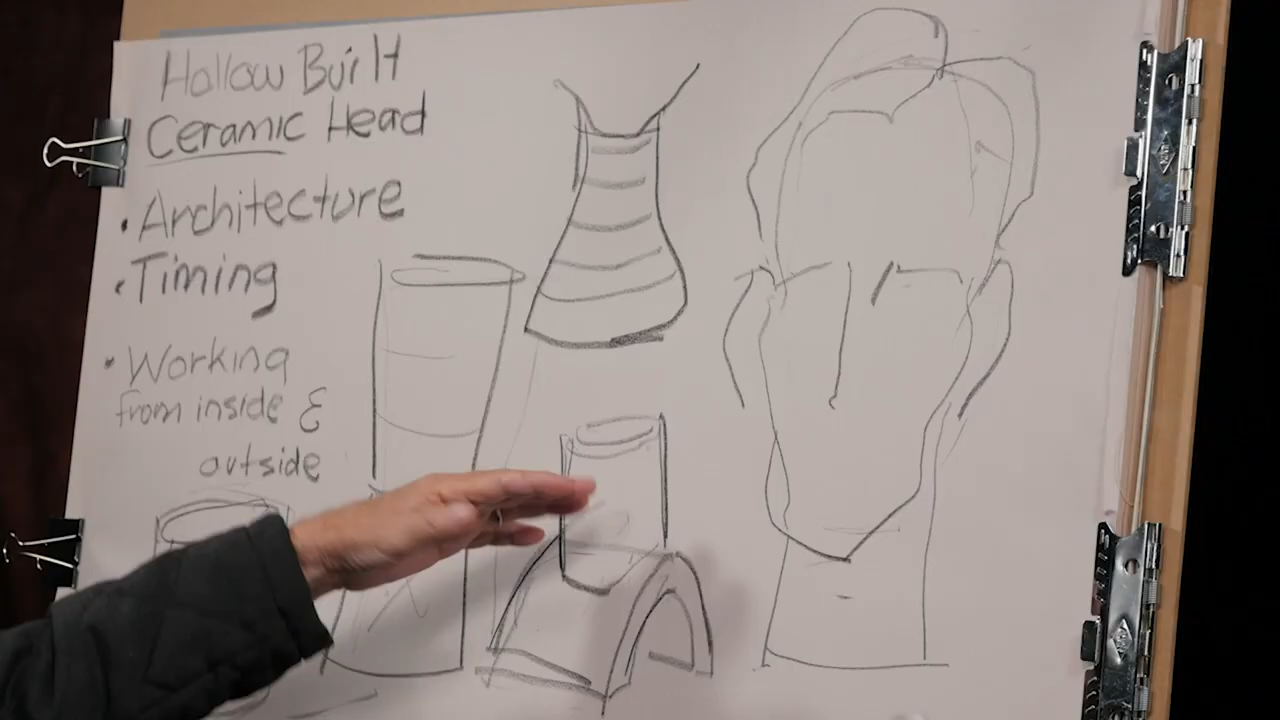 Hollow Built
Ceramic Head
• Architecture
• Timing
• Working
from inside &
outside